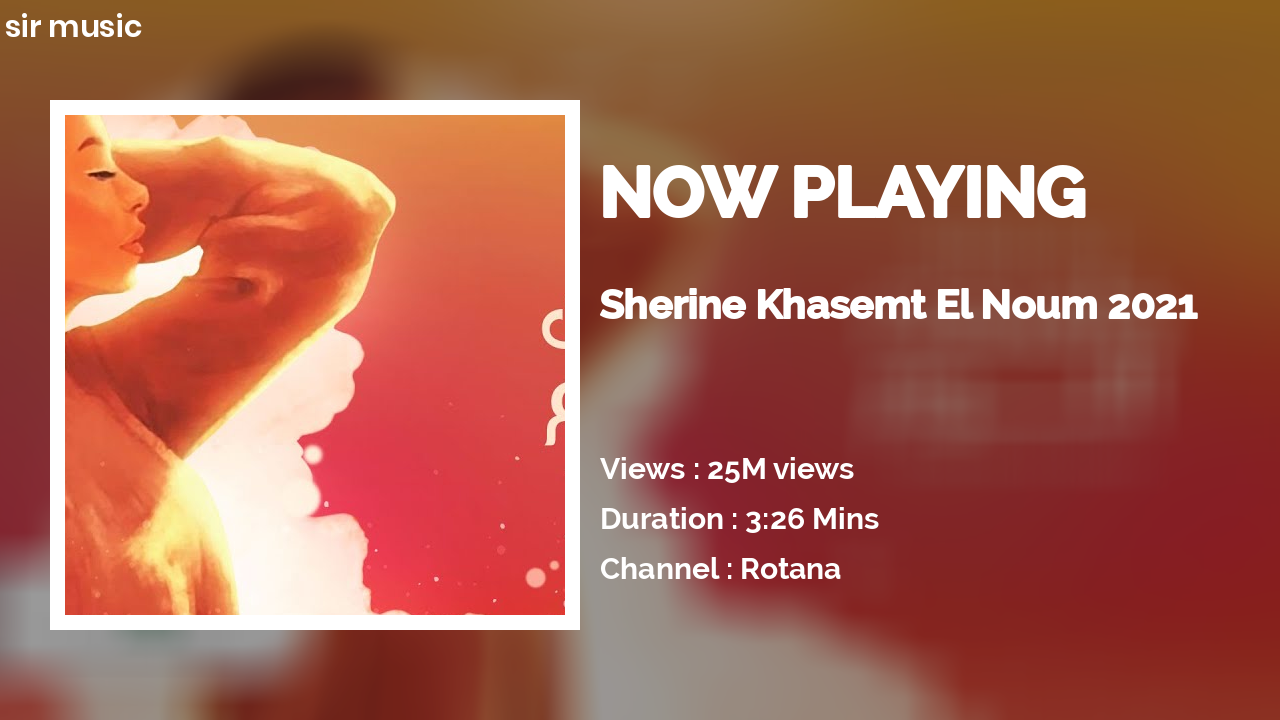 sir music
NOW PLAYING
Sherine Khasemt El Noum 2021
Views : 25M views
Duration : 3:26 Mins
Channel : Rotana